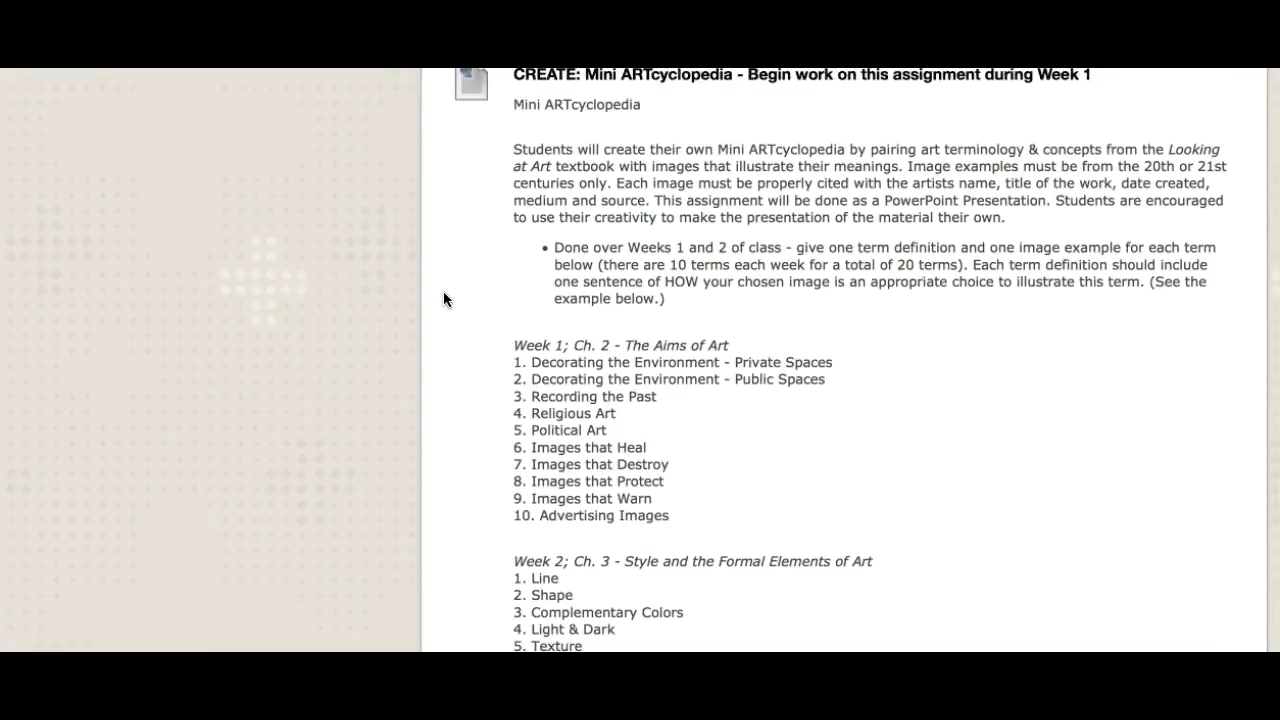 CREATE: Mini ARTcyclopedia - Begin work on this assignment during Week 1
Mini ARTcyclopedia
Students will create their own Mini ARTcyclopedia by pairing art terminology & concepts from the Looking
at Art textbook with images that illustrate their meanings. Image examples must be from the 20th or 21st
centuries only. Each image must be properly cited with the artists name, title of the work, date created,
medium and source. This assignment will be done as a PowerPoint Presentation. Students are encouraged
to use their creativity to make the presentation of the material their own.
• Done over Weeks 1 and 2 of class - give one term definition and one image example for each term
below (there are 10 terms each week for a total of 20 terms). Each term definition should include
one sentence of HOW your chosen image is an appropriate choice to illustrate this term. (See the
example below.)
Week 1; Ch. 2 - The Aims of Art
1. Decorating the Environment - Private Spaces
2. Decorating the Environment - Public Spaces
3. Recording the Past
4. Religious Art
5. Political Art
6. Images that Heal
7. Images that Destroy
8. Images that Protect
9. Images that Warn
10. Advertising Images
Week 2; Ch. 3 - Style and the Formal Elements of Art
1. Line
2. Shape
3. Complementary Colors
4. Light & Dark
5. Texture